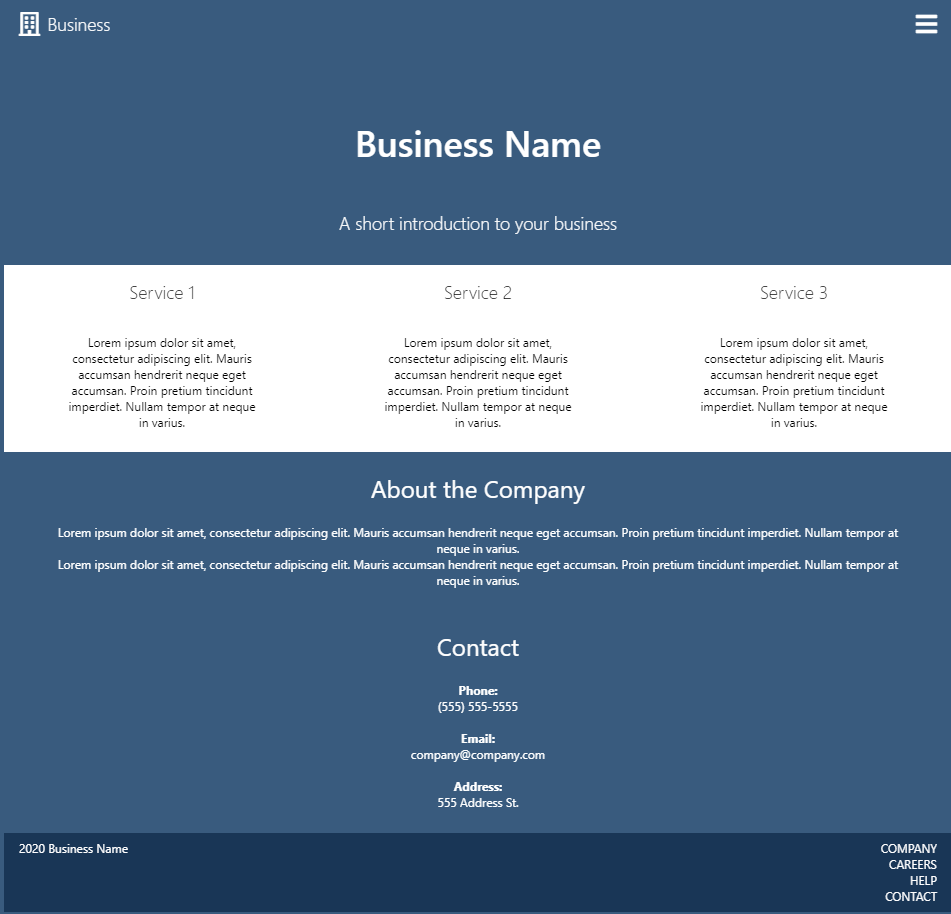 Business
Business Name
A short introduction to your business
Service 1
Lorem ipsum dolor sit amet,
consectetur adipiscing elit. Mauris
accumsan hendrerit neque eget
accumsan. Proin pretium tincidunt
imperdiet. Nullam tempor at neque
in varius.
Service 2
Lorem ipsum dolor sit amet,
consectetur adipiscing elit. Mauris
accumsan hendrerit neque eget
accumsan. Proin pretium tincidunt
imperdiet. Nullam tempor at neque
in varius.
Service 3
Lorem ipsum dolor sit amet,
consectetur adipiscing elit. Mauris
accumsan hendrerit neque eget
accumsan. Proin pretium tincidunt
imperdiet. Nullam tempor at neque
in varius.
About the Company
Lorem ipsum dolor sit amet, consectetur adipiscing elit. Mauris accumsan hendrerit neque eget accumsan. Proin pretium tincidunt imperdiet. Nullam tempor at
neque in varius.
Lorem ipsum dolor sit amet, consectetur adipiscing elit. Mauris accumsan hendrerit neque eget accumsan. Proin pretium tincidunt imperdiet. Nullam tempor at
neque in varius.
Contact
Phone:
(555) 555-5555
Email:
company@company.com
Address:
555 Address St.
2020 Business Name
COMPANY
CAREERS
HELP
CONTACT